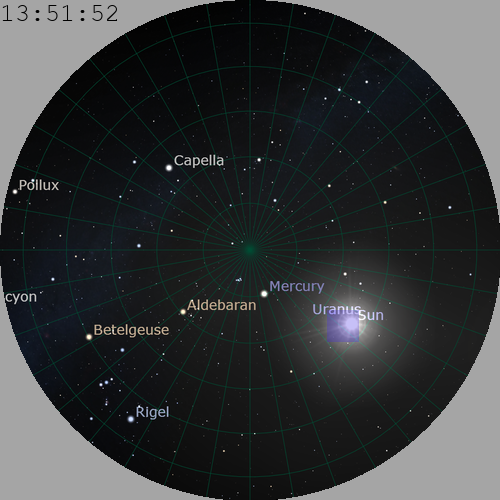 13:51:52
Capella
Pollux
Mercury
cyon
Aldebaran
Uranus
Sun
Betelgeuse
Rigel